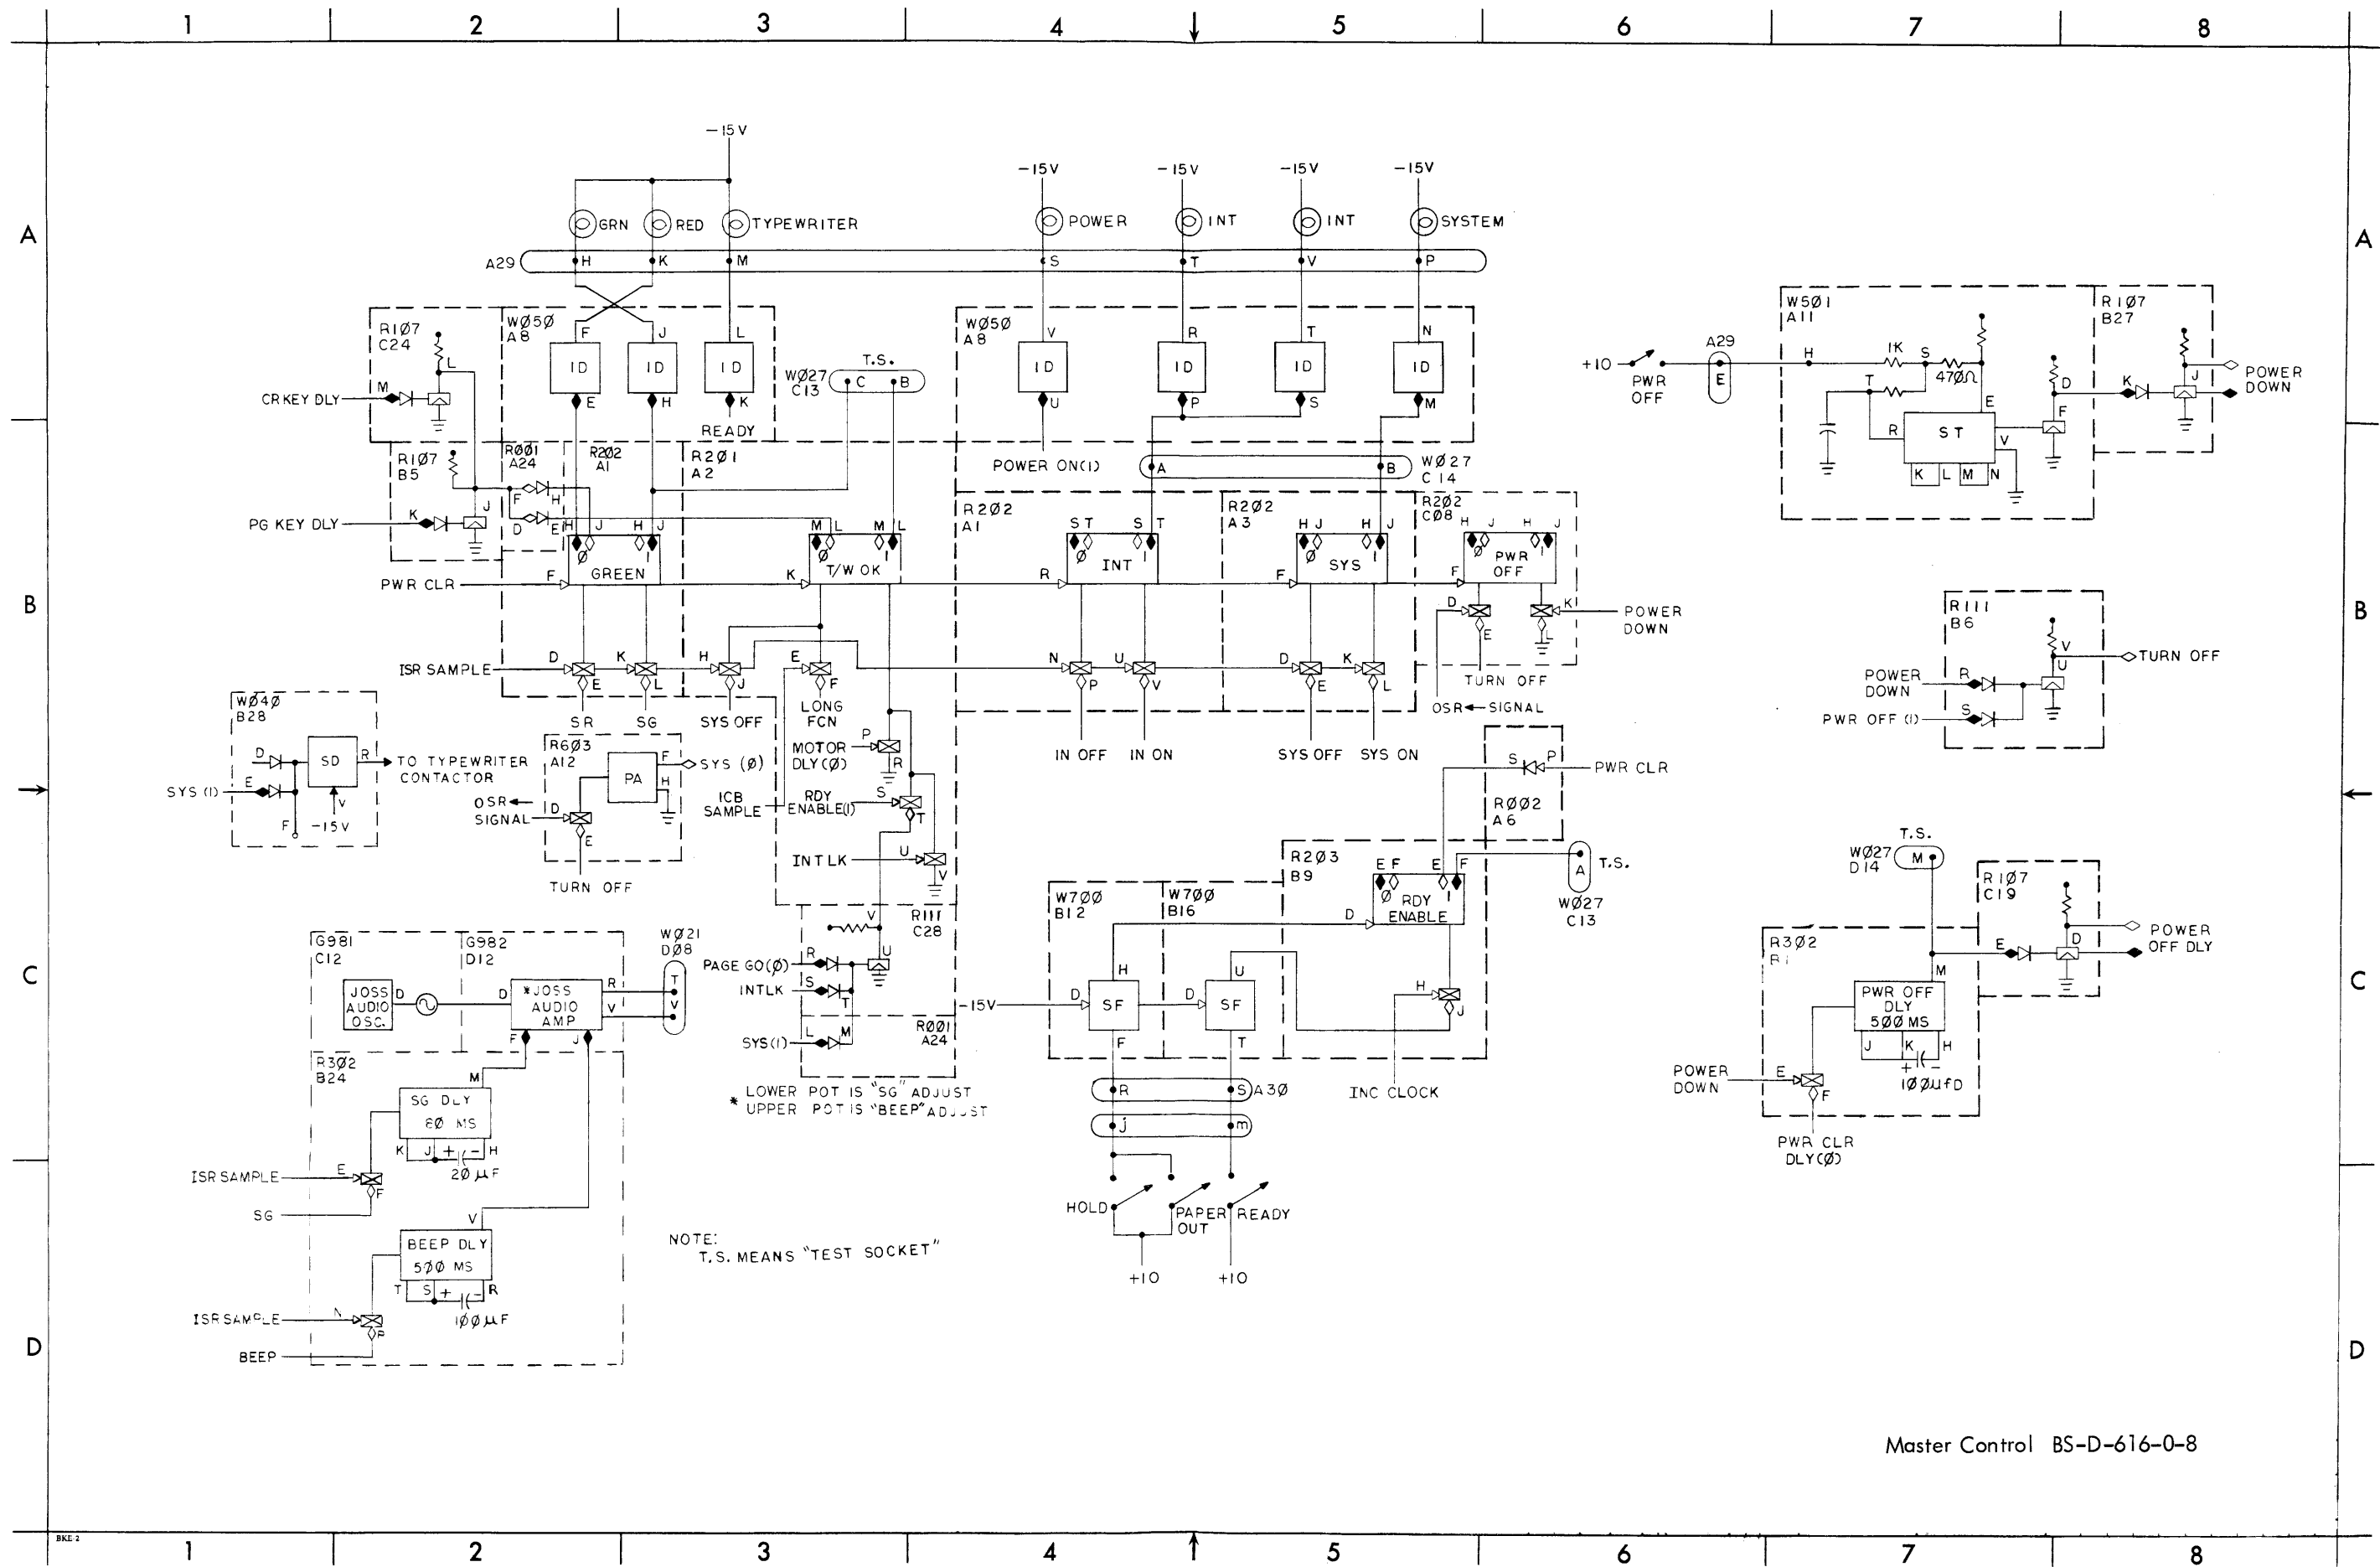 1 2 3 4 5 6 7 8
-15V
-15V -15V -15V -15V
GRN RED TYPEWRITER POWER INT INT SYSTEM
A A
A29 H K M S T V P
WØ5Ø
A8
F J L
WØ5Ø
A8
V R T N
W5Ø1
A11
R1Ø7
B27
R1Ø7
C24
L
M
CR KEY DLY
ID ID ID
E H K
READY
T.S.
WØ27
C13
C B
ID ID ID ID
U P S M
POWER ON(1)
+10
PWR
OFF
A29
E
H 1K S
470Ω
T
E
R ST V
K L M N
D
F
K
J
POWER
DOWN
R1Ø7
B5
K
J
PG KEY DLY
RØØ1
A24
F H
D E
R2Ø2
A1
R2Ø1
A2
A B
WØ27
C14
R2Ø2
A1
R2Ø2
A3
R2Ø2
CØ8
H J H J
Ø
GREEN
M L M L
Ø 1
T/W OK
S T S T
Ø 1
INT
H J H J
Ø 1
SYS
H J H J
Ø 1
PWR
OFF
PWR CLR F K R F F
B B
D K
E L
POWER
DOWN
TURN OFF
OSR SIGNAL
ISR SAMPLE D K H E N U D K
E L J F P V E L
SR SG SYS OFF
LONG
FCN
IN OFF IN ON SYS OFF SYS ON
R111
B6
V
U
TURN OFF
POWER
DOWN
R
PWR OFF (1) S
WØ4Ø
B28
D
SD
R
TO TYPEWRITER
CONTACTOR
SYS (1) E
F
V
-15V
R6Ø3
A12
PA
F
H
SYS (Ø)
OSR
SIGNAL
D
E
TURN OFF
MOTOR
DLY(Ø)
P
R
ICB
SAMPLE
RDY
ENABLE(1)
S
T
INTLK U
V
S P
PWR CLR
RØØ2
A6
R2Ø3
B9
E F E F
Ø 1
RDY
ENABLE
D
A
T.S.
WØ27
C13
T.S.
WØ27
D14
M
R1Ø7
C19
E
D
POWER
OFF DLY
C C
G981
C12
G982
D12
WØ21
DØ8
JOSS
AUDIO
OSC.
D D
*JOSS
AUDIO
AMP
R
V
T
V
F J
R111
C28
V
PAGE GO(Ø) R U
INTLK S
T
RØØ1
A24
SYS(1) L M
* LOWER POT IS "SG" ADJUST
UPPER POT IS "BEEP" ADJUST
W7ØØ
B12
W7ØØ
B16
H U
-15V D SF D SF
F T
H
J
INC CLOCK
R S A3Ø
j m
HOLD
PAPER
OUT
READY
+10 +10
R3Ø2
B1
M
PWR OFF
DLY
5ØØ MS
J K H
+ -
1ØØμfD
POWER
DOWN
E
F
PWR CLR
DLY(Ø)
R3Ø2
B24
M
SG DLY
MS
K J + - H
2Ø μF
ISR SAMPLE E
F
SG
V
BEEP DLY
5ØØ MS
T S + - R
1ØØ μF
ISR SAMPLE N
P
BEEP
NOTE:
T.S. MEANS "TEST SOCKET"
D D
Master Control BS-D-616-0-8
BKE-2
1 2 3 4 5 6 7 8